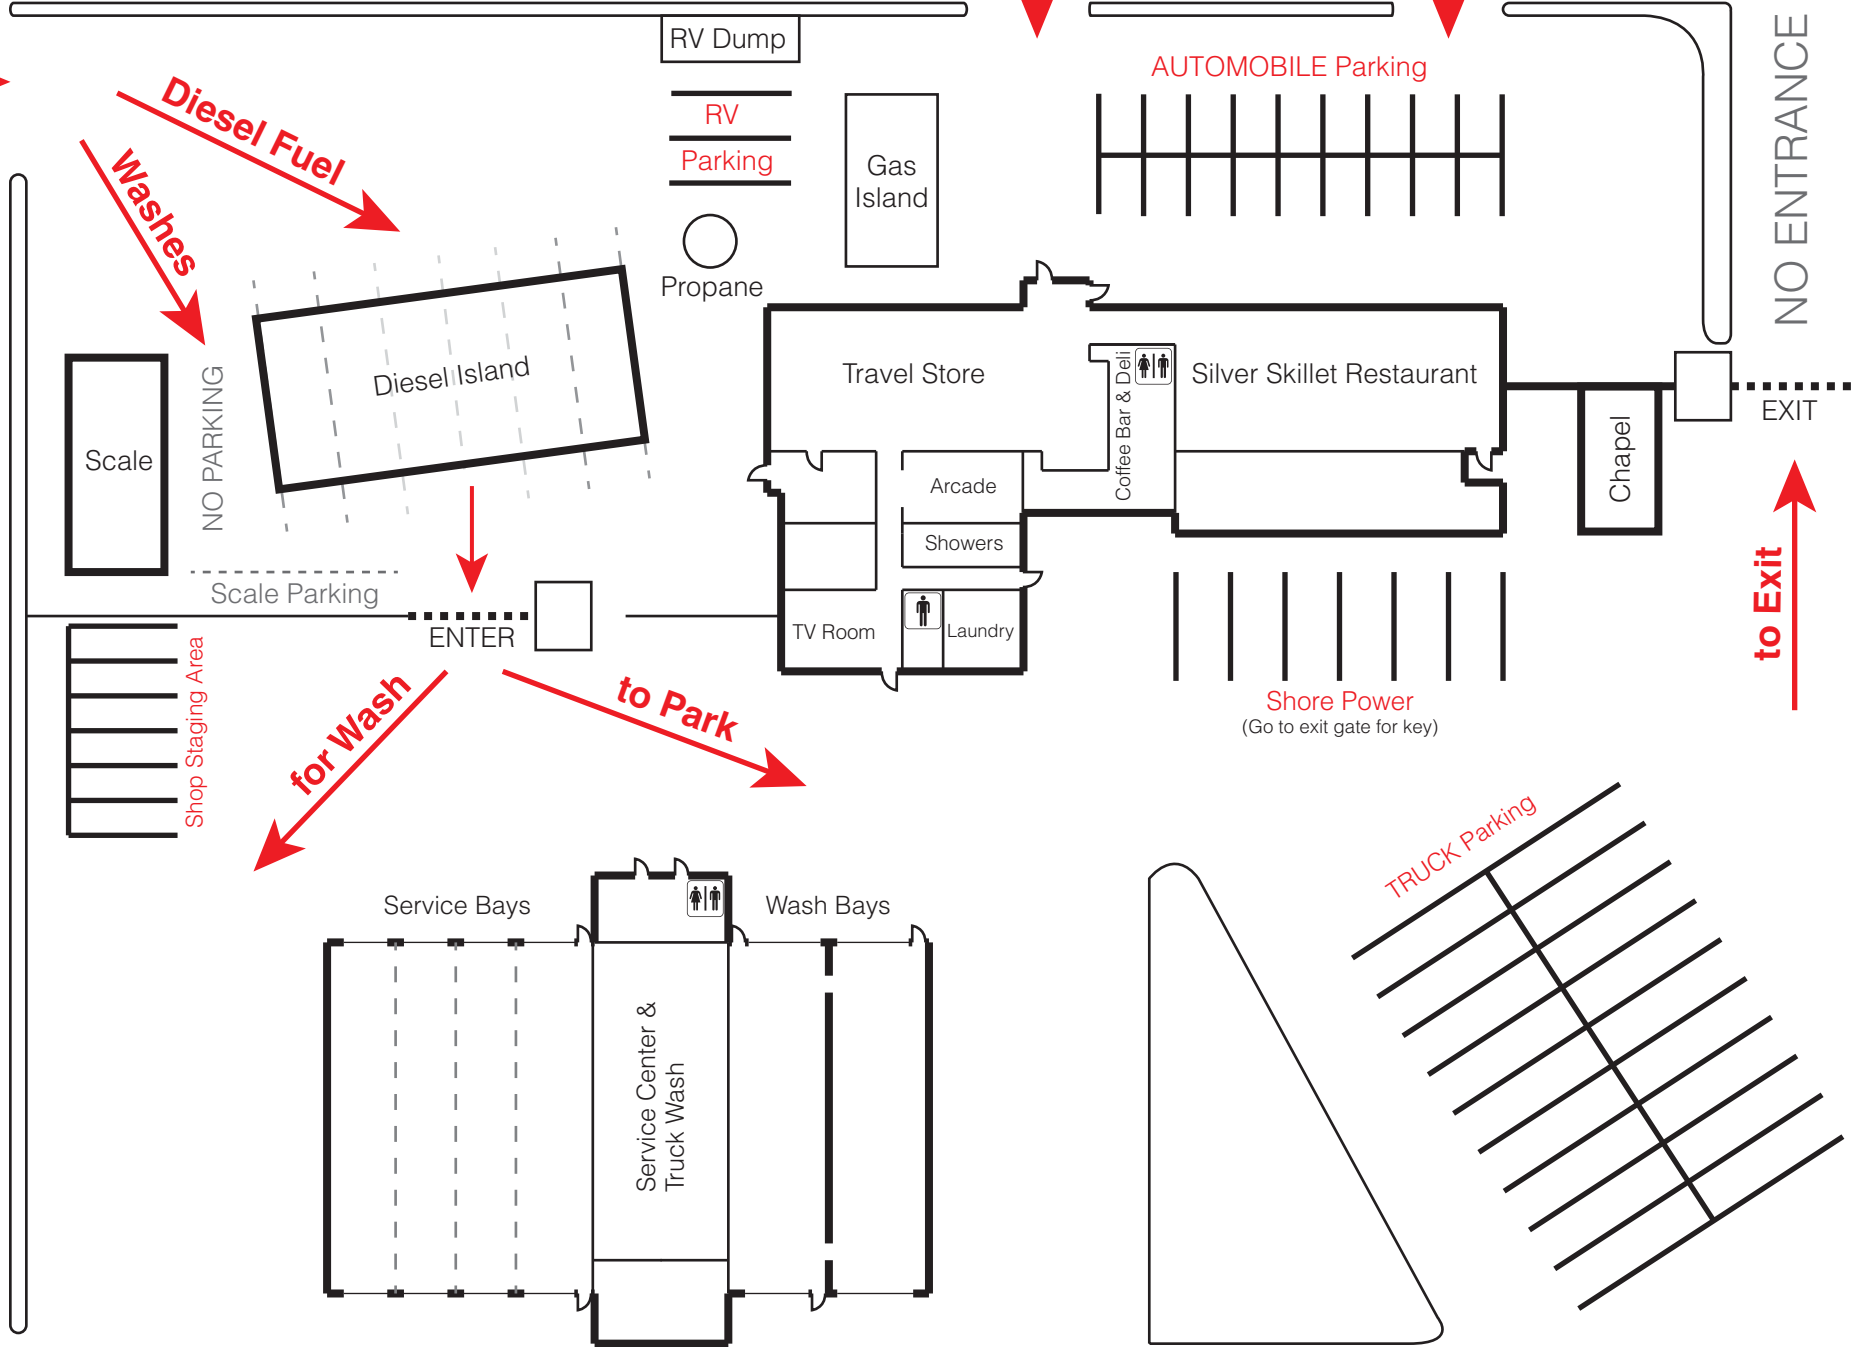 RV Dump
AUTOMOBILE Parking
NO ENTRANCE
Diesel Fuel
RV
Parking
Gas
Island
Washes
Propane
Diesel Island
NO PARKING
Scale
Travel Store
Coffee Bar & Deli
Silver Skillet Restaurant
EXIT
Chapel
Arcade
Showers
Scale Parking
ENTER
TV Room
Laundry
to Exit
Shop Staging Area
for Wash
to Park
Shore Power
(Go to exit gate for key)
TRUCK Parking
Service Bays
Wash Bays
Service Center &
Truck Wash